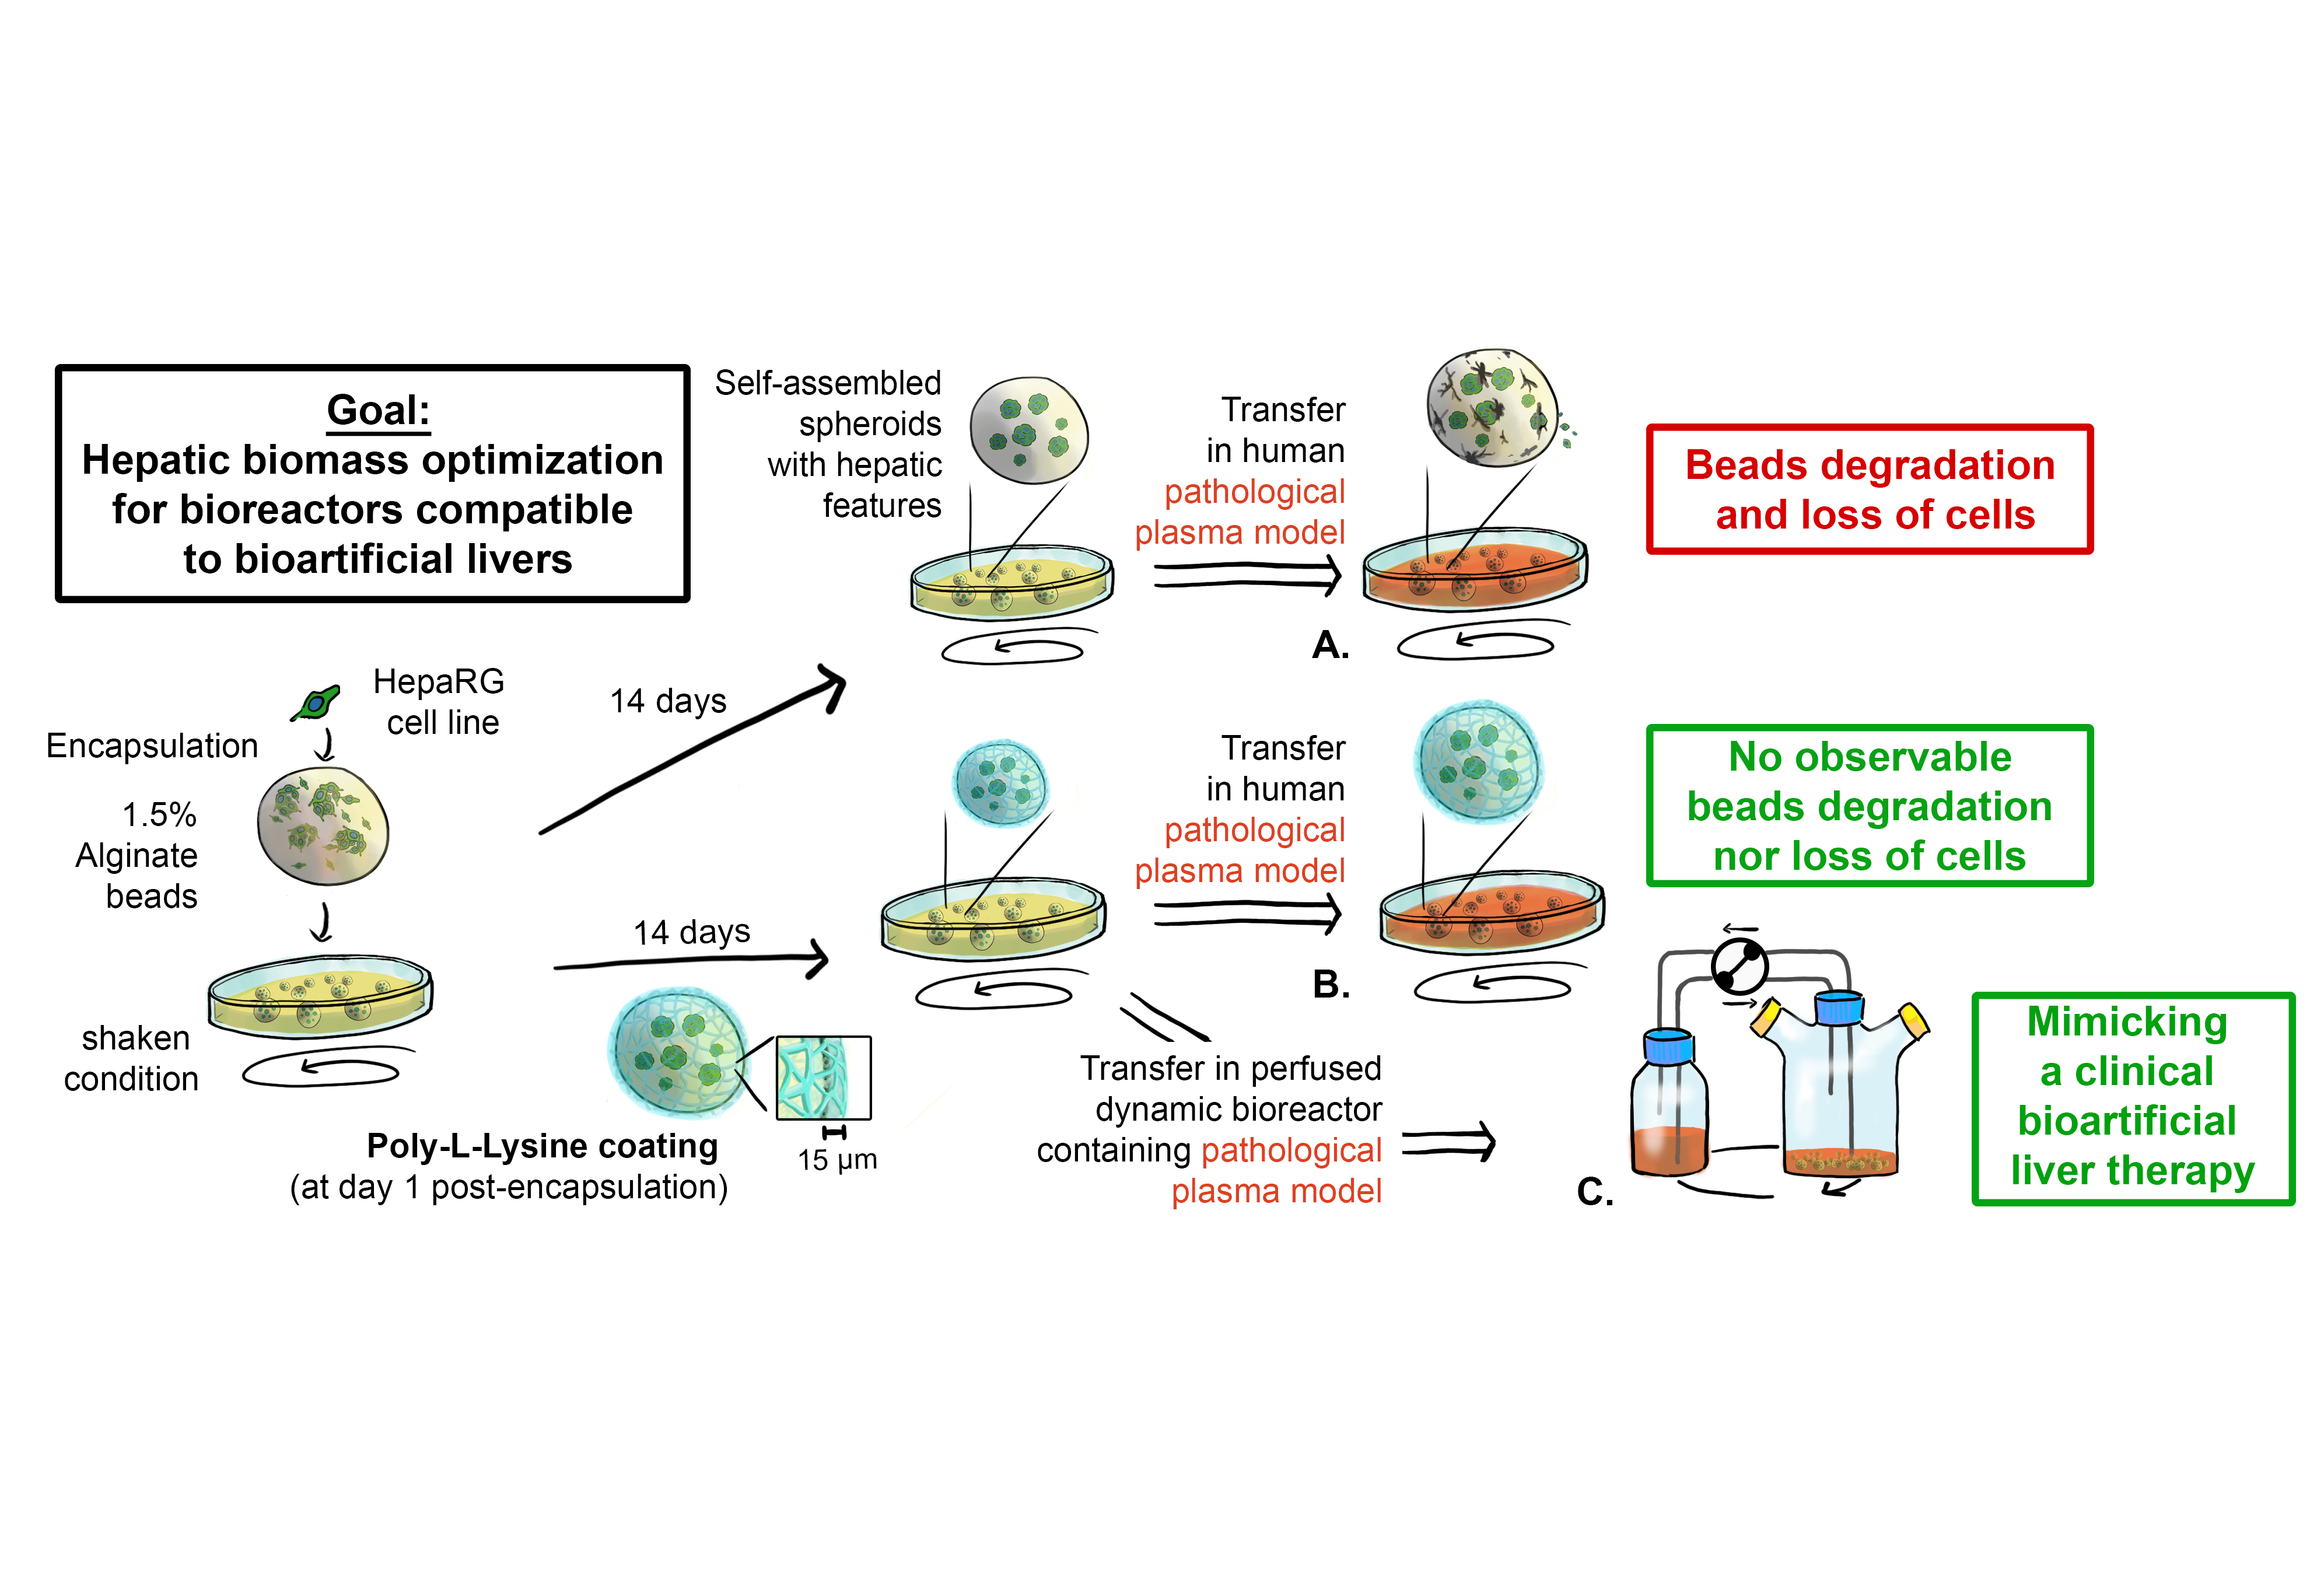 Goal:
Hepatic biomass optimization
for bioreactors compatible
to bioartificial livers
HepaRG
cell line
Encapsulation
1.5%
Alginate
beads
shaken
condition
14 days
14 days
Poly-L-Lysine coating
(at day 1 post-encapsulation)
15 µm
Self-assembled
spheroids
with hepatic
features
Transfer
in human
pathological
plasma model
A.
Beads degradation
and loss of cells
Transfer
in human
pathological
plasma model
B.
No observable
beads degradation
nor loss of cells
Transfer in perfused
dynamic bioreactor
containing pathological
plasma model
C.
Mimicking
a clinical
bioartificial
liver therapy